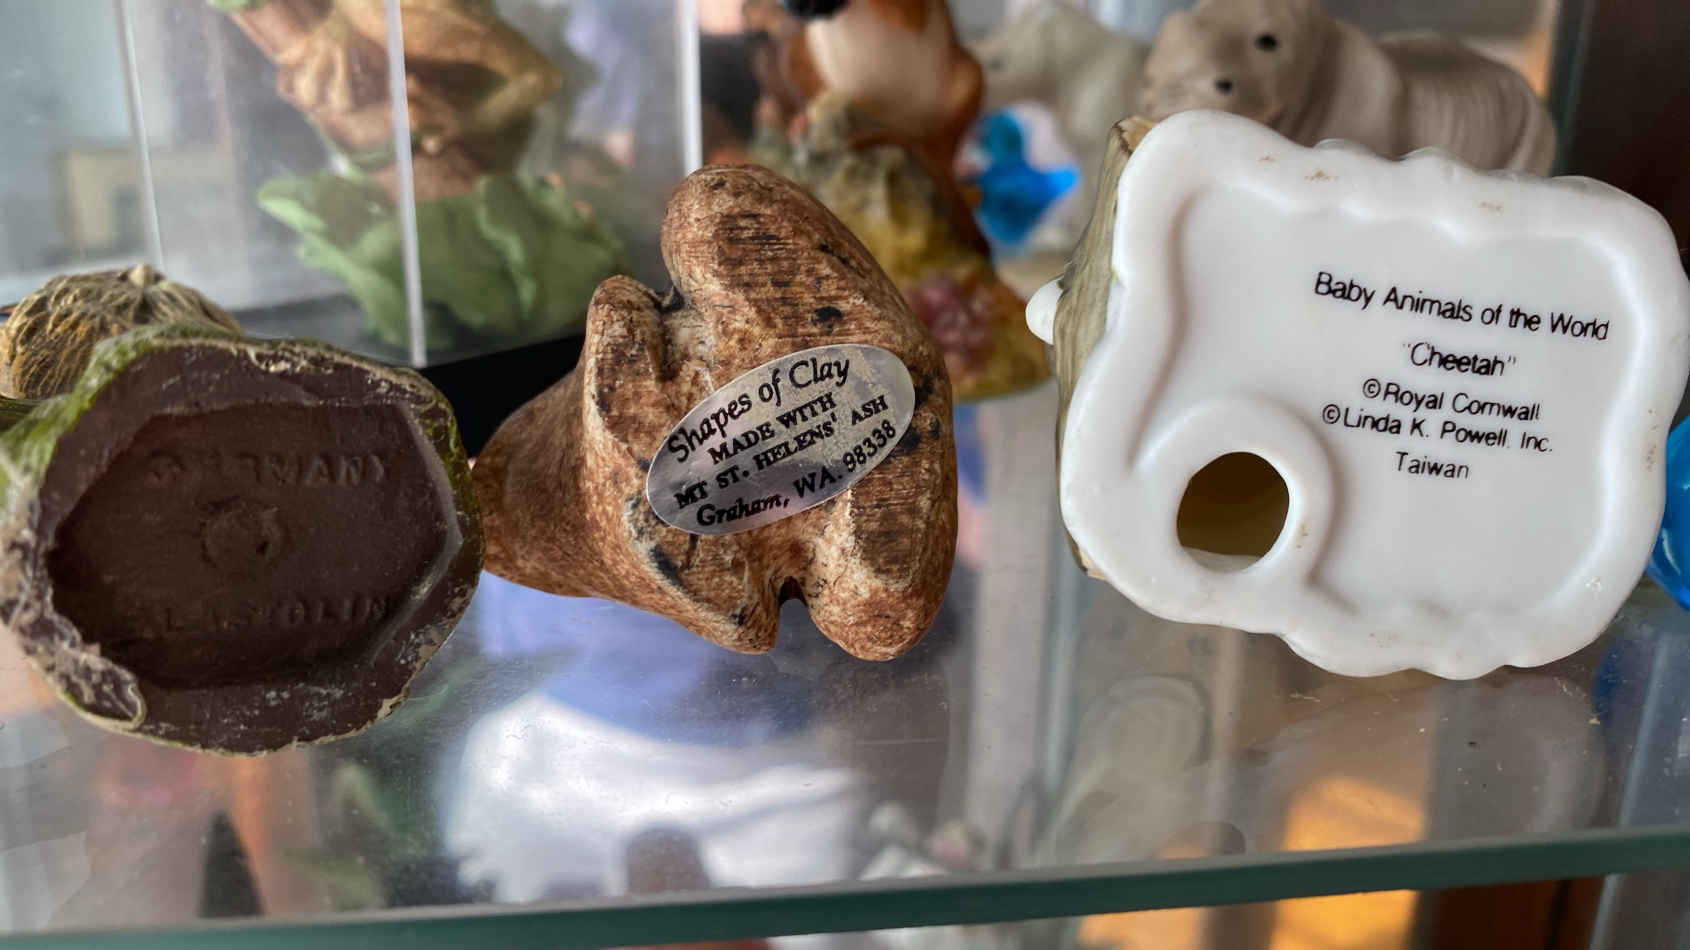 GERMANY
Shapes of Clay
MADE WITH
MT ST. HELENS' ASH
Graham, WA. 98338
Baby Animals of the World
"Cheetah"
©Royal Cornwall
©Linda K. Powell, Inc.
Taiwan